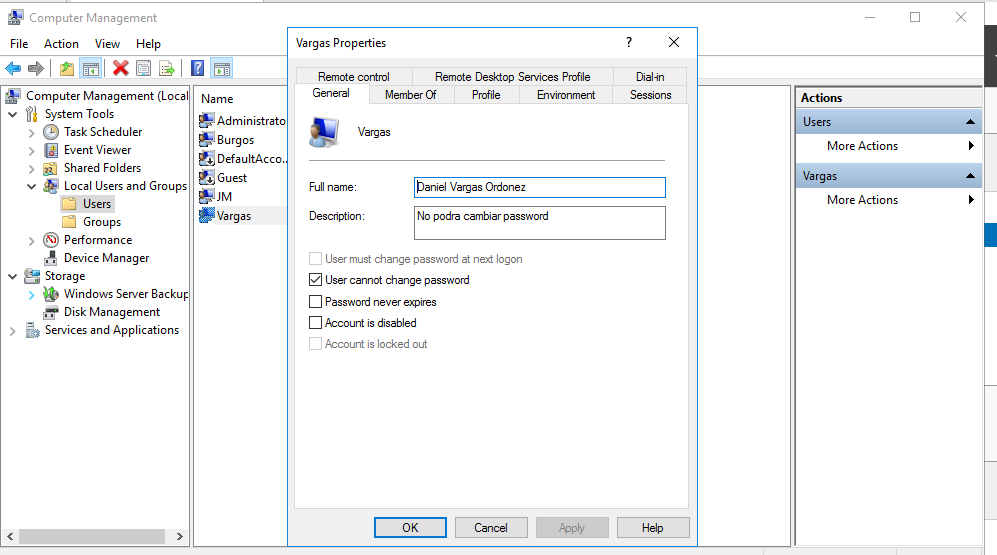 Computer Management
File Action View Help
Computer Management (Local
System Tools
Task Scheduler
Event Viewer
Shared Folders
Local Users and Groups
Users
Groups
Performance
Device Manager
Storage
Windows Server Backup
Disk Management
Services and Applications
Name
Administrato
Burgos
DefaultAcco...
Guest
JM
Vargas
Vargas Properties
?
Remote control Remote Desktop Services Profile Dial-in
General Member Of Profile Environment Sessions
Vargas
Full name: Daniel Vargas Ordonez
Description: No podra cambiar password
User must change password at next logon
User cannot change password
Password never expires
Account is disabled
Account is locked out
OK Cancel Apply Help
Actions
Users
More Actions
Vargas
More Actions